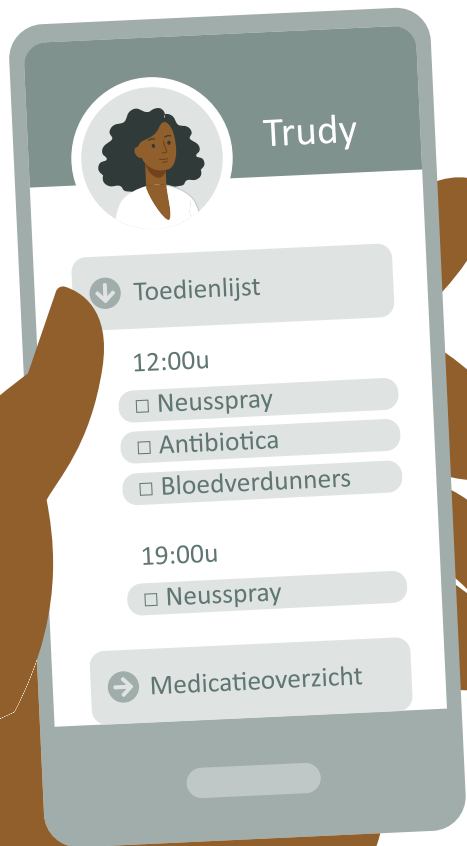 Trudy
Toedienlijst
12:00u
□ Neusspray
□ Antibiotica
□ Bloedverdunners
19:00u
□ Neusspray
Medicatieoverzicht